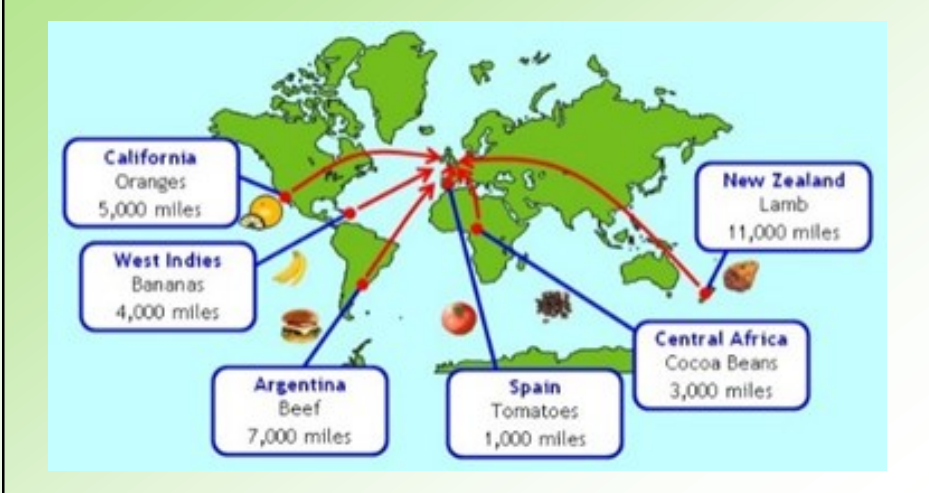 California
Oranges
5,000 miles
West Indies
Bananas
4,000 miles
Argentina
Beef
7,000 miles
Spain
Tomatoes
1,000 miles
Central Africa
Cocoa Beans
3,000 miles
New Zealand
Lamb
11,000 miles